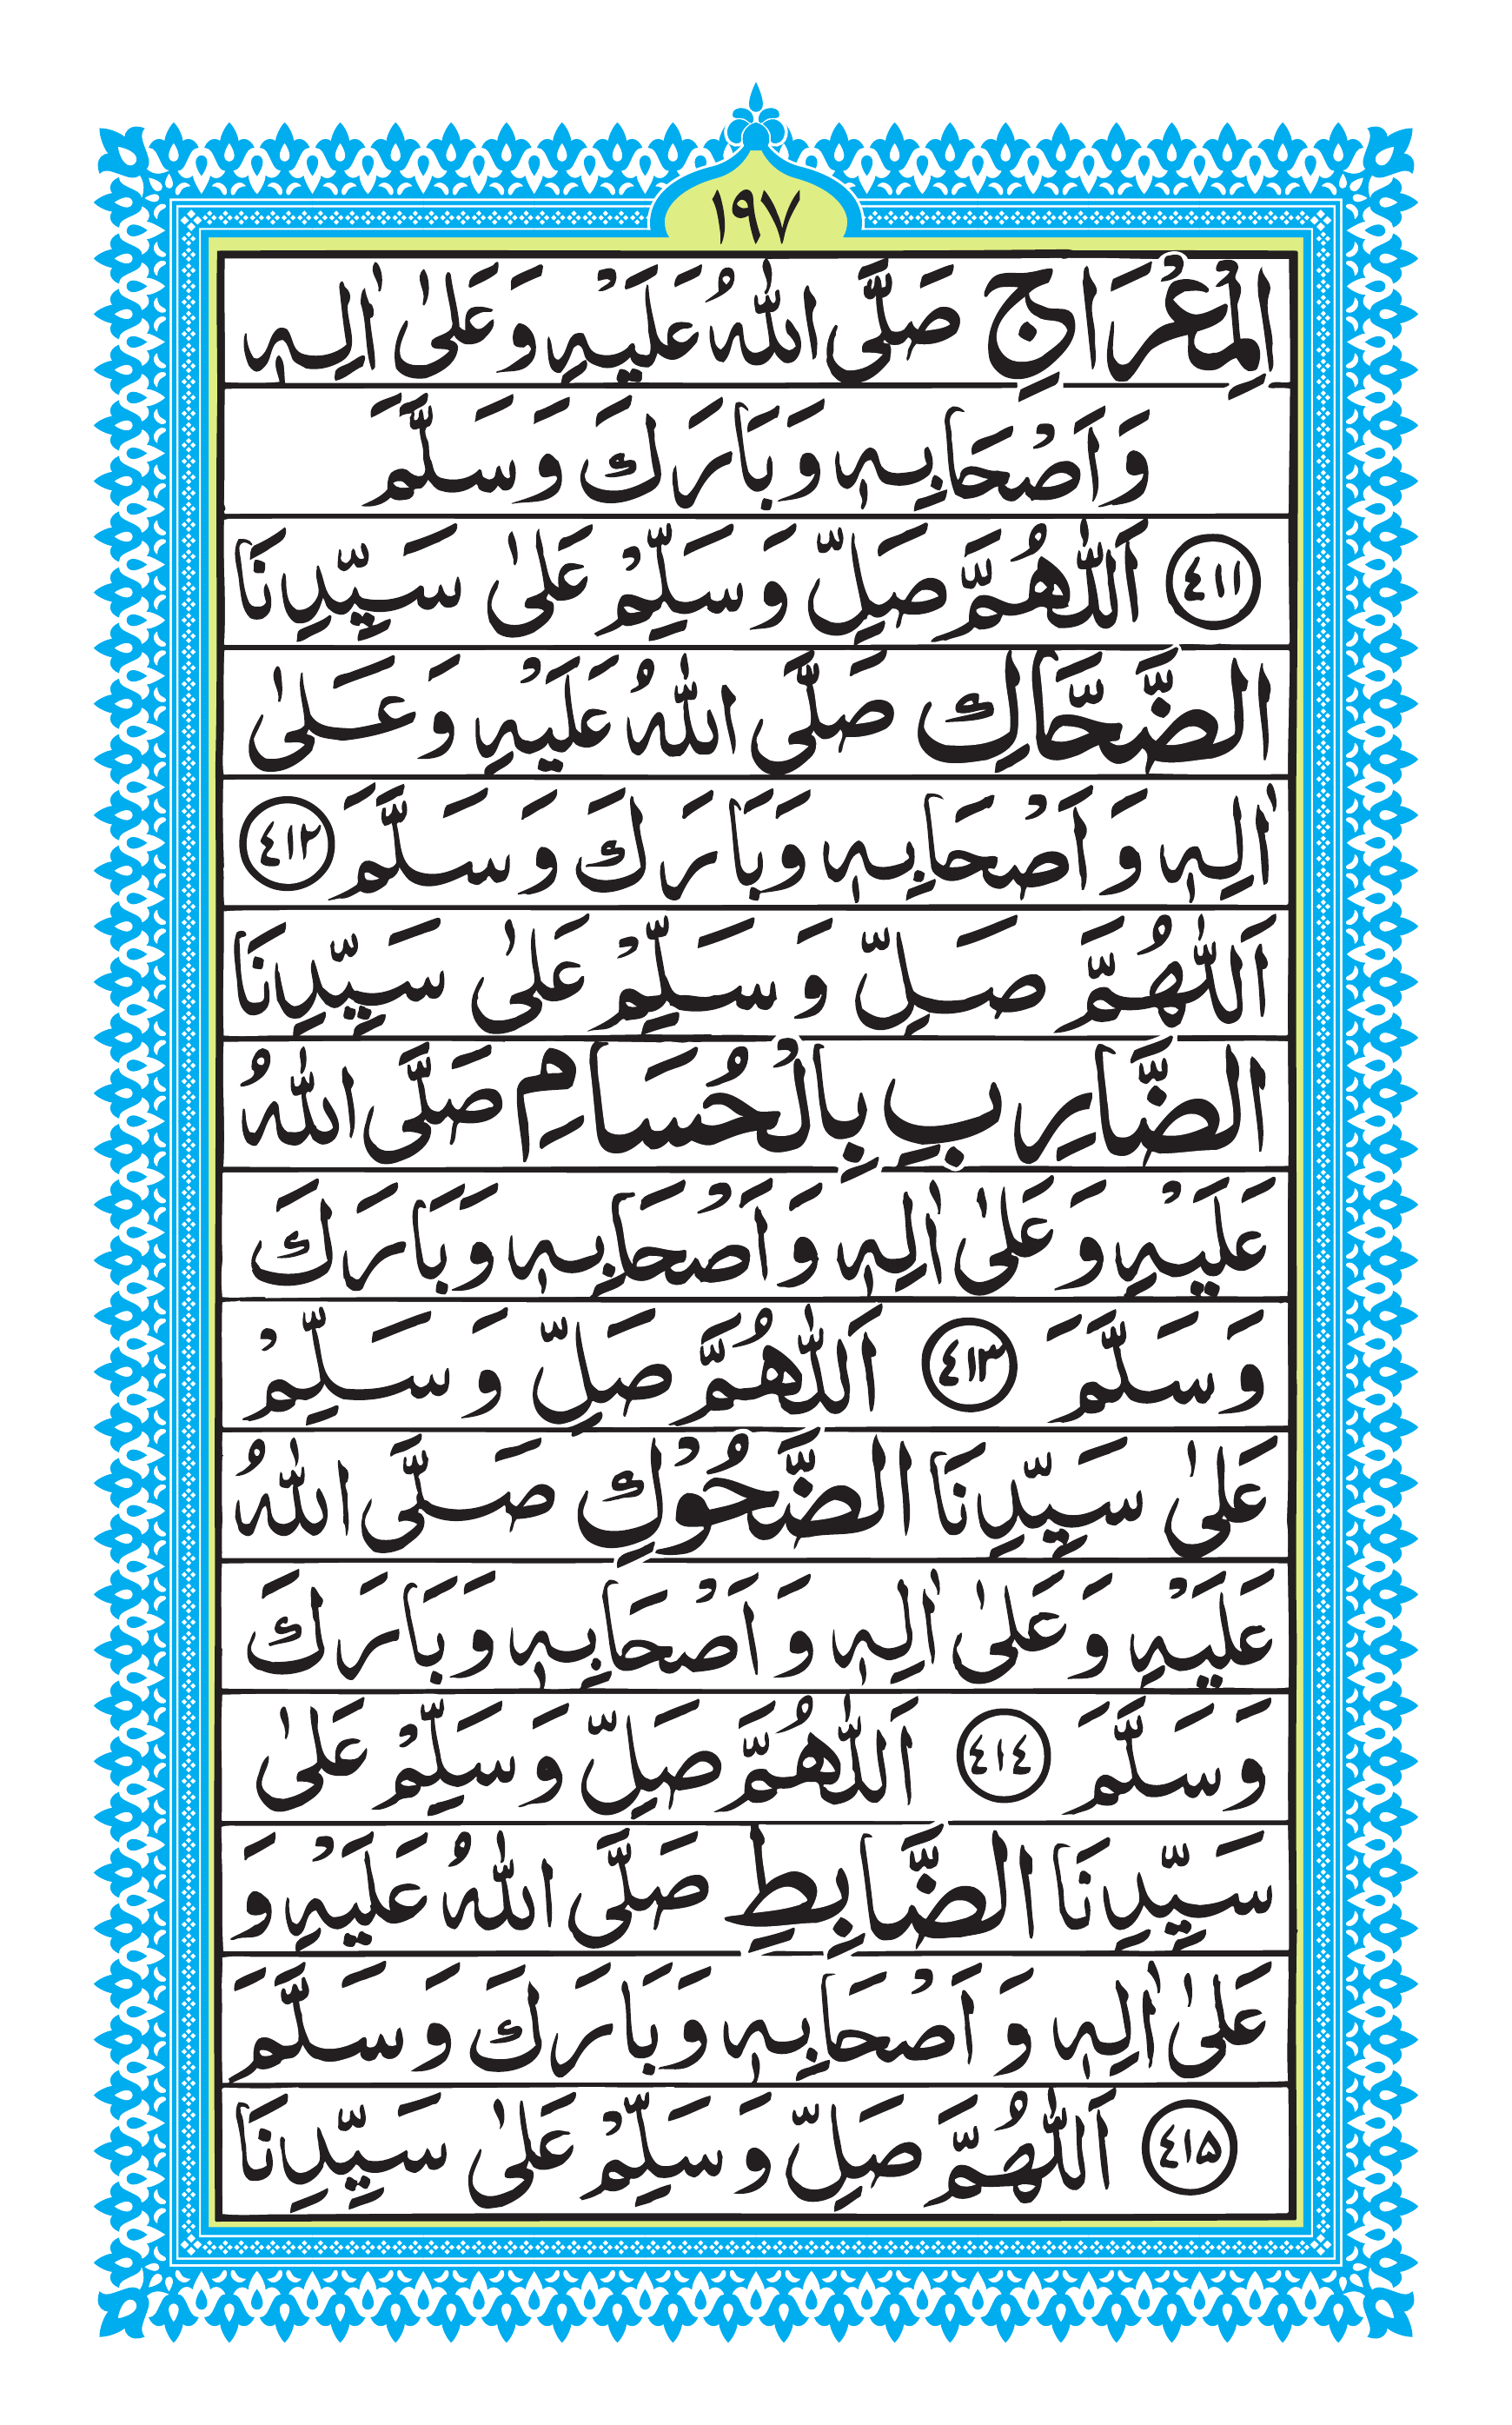 ١٩٧
الْمِعْرَاجِ صَلَّى اللّٰهُ عَلَيْهِ وَعَلٰى اٰلِهٖ
وَاَصْحَابِهٖ وَبَارَكَ وَسَلَّمَ
٤١١ اَللّٰهُمَّ صَلِّ وَسَلِّمْ عَلٰى سَيِّدِنَا
الضَّحَّاكِ صَلَّى اللّٰهُ عَلَيْهِ وَعَلٰى
اٰلِهٖ وَاَصْحَابِهٖ وَبَارَكَ وَسَلَّمَ ٤١٢
اَللّٰهُمَّ صَلِّ وَسَلِّمْ عَلٰى سَيِّدِنَا
الضَّارِبِ بِالْحُسَامِ صَلَّى اللّٰهُ
عَلَيْهِ وَعَلٰى اٰلِهٖ وَاَصْحَابِهٖ وَبَارَكَ
وَسَلَّمَ ٤١٣ اَللّٰهُمَّ صَلِّ وَسَلِّمْ
عَلٰى سَيِّدِنَا الضَّحُوْكِ صَلَّى اللّٰهُ
عَلَيْهِ وَعَلٰى اٰلِهٖ وَاَصْحَابِهٖ وَبَارَكَ
وَسَلَّمَ ٤١٤ اَللّٰهُمَّ صَلِّ وَسَلِّمْ عَلٰى
سَيِّدِنَا الضَّابِطِ صَلَّى اللّٰهُ عَلَيْهِ وَ
عَلٰى اٰلِهٖ وَاَصْحَابِهٖ وَبَارَكَ وَسَلَّمَ
٤١۵ اَللّٰهُمَّ صَلِّ وَسَلِّمْ عَلٰى سَيِّدِنَا